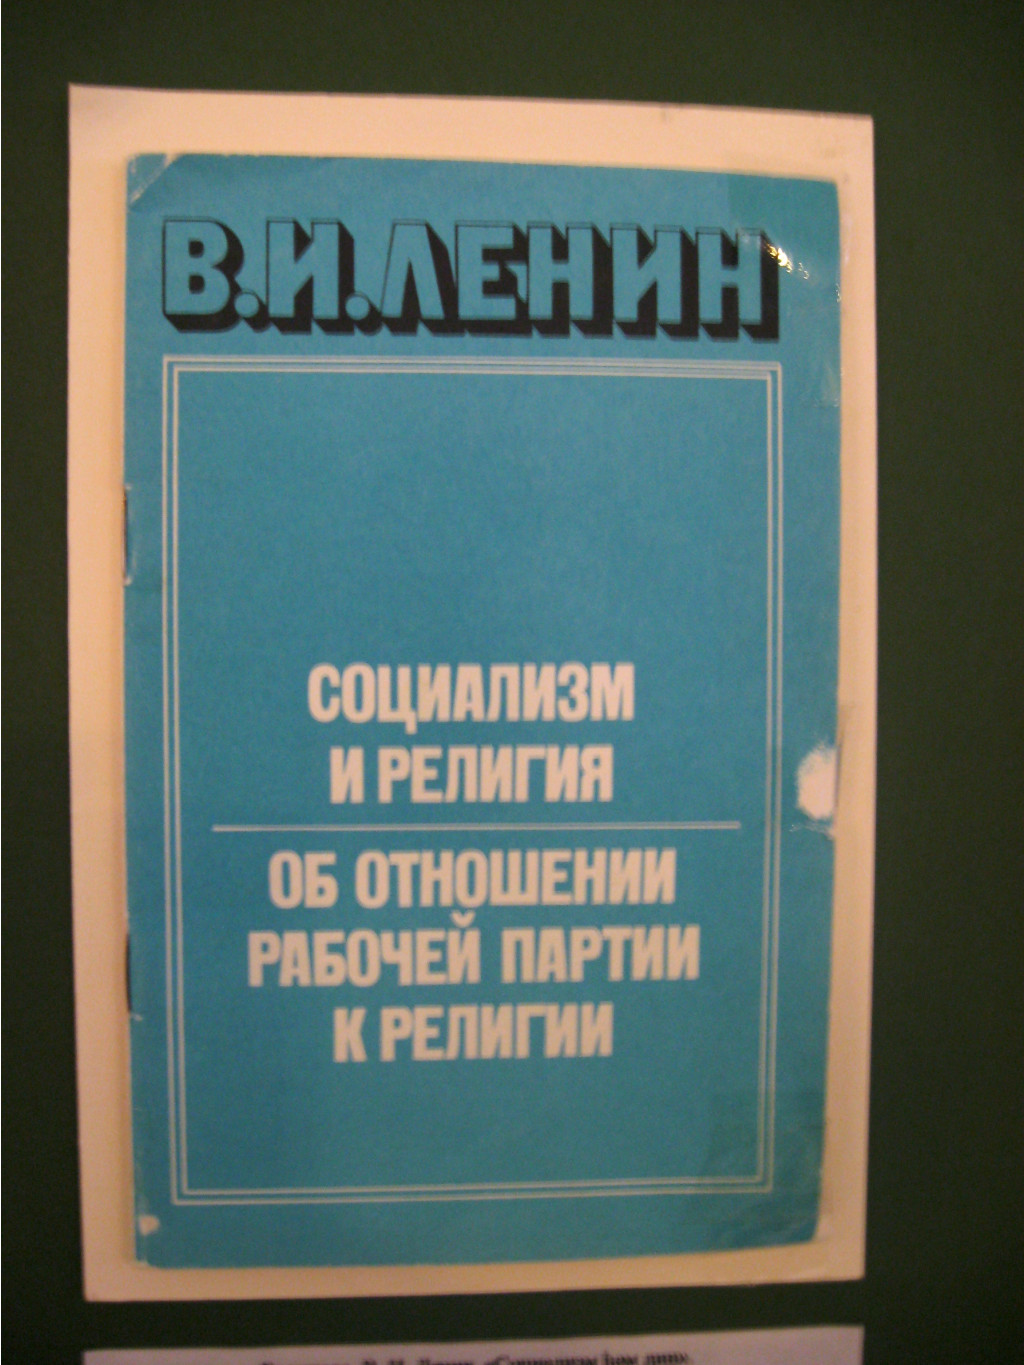 В.И.ЛЕНИН
СОЦИАЛИЗМ
И РЕЛИГИЯ
ОБ ОТНОШЕНИИ
РАБОЧЕЙ ПАРТИИ
К РЕЛИГИИ